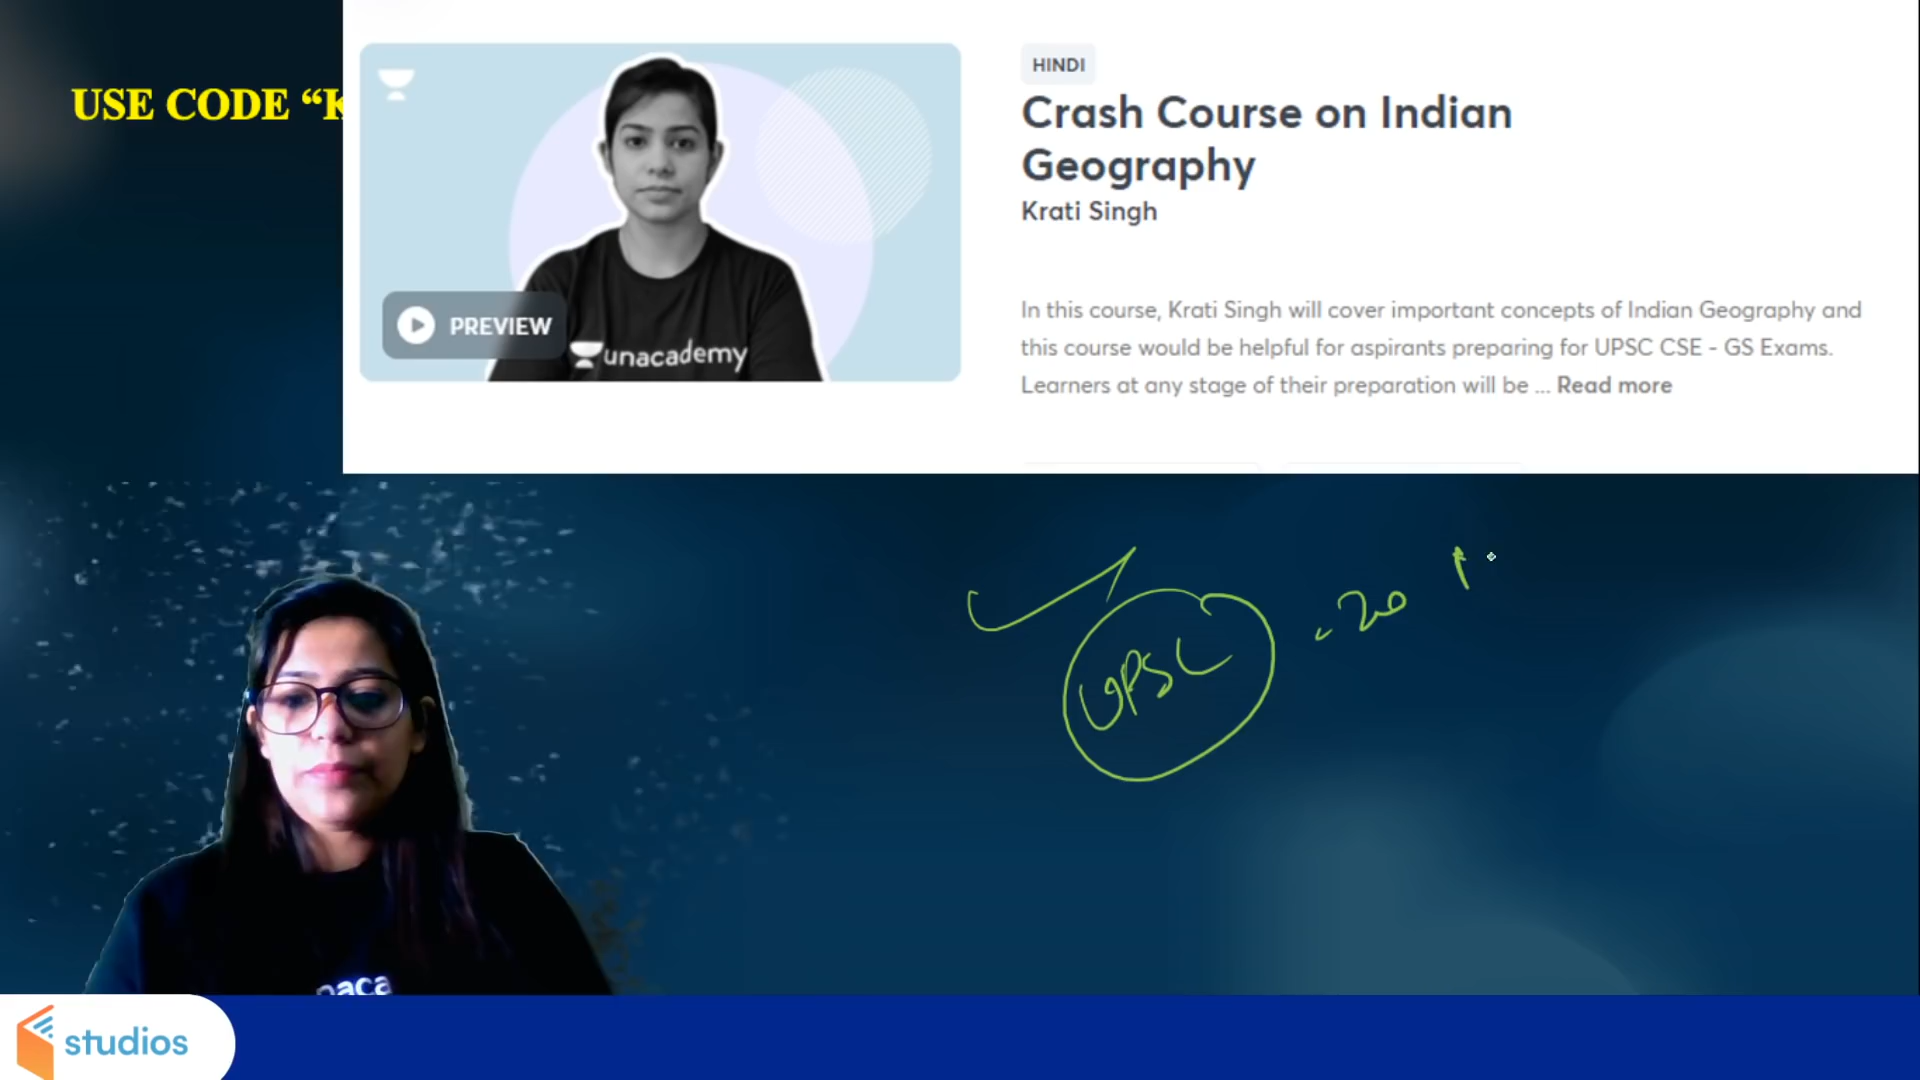 HINDI
USE CODE “K
Crash Course on Indian
Geography
Krati Singh
In this course, Krati Singh will cover important concepts of Indian Geography and
this course would be helpful for aspirants preparing for UPSC CSE - GS Exams.
Learners at any stage of their preparation will be ... Read more
PREVIEW
unacademy
20
UPSC
naca
studios